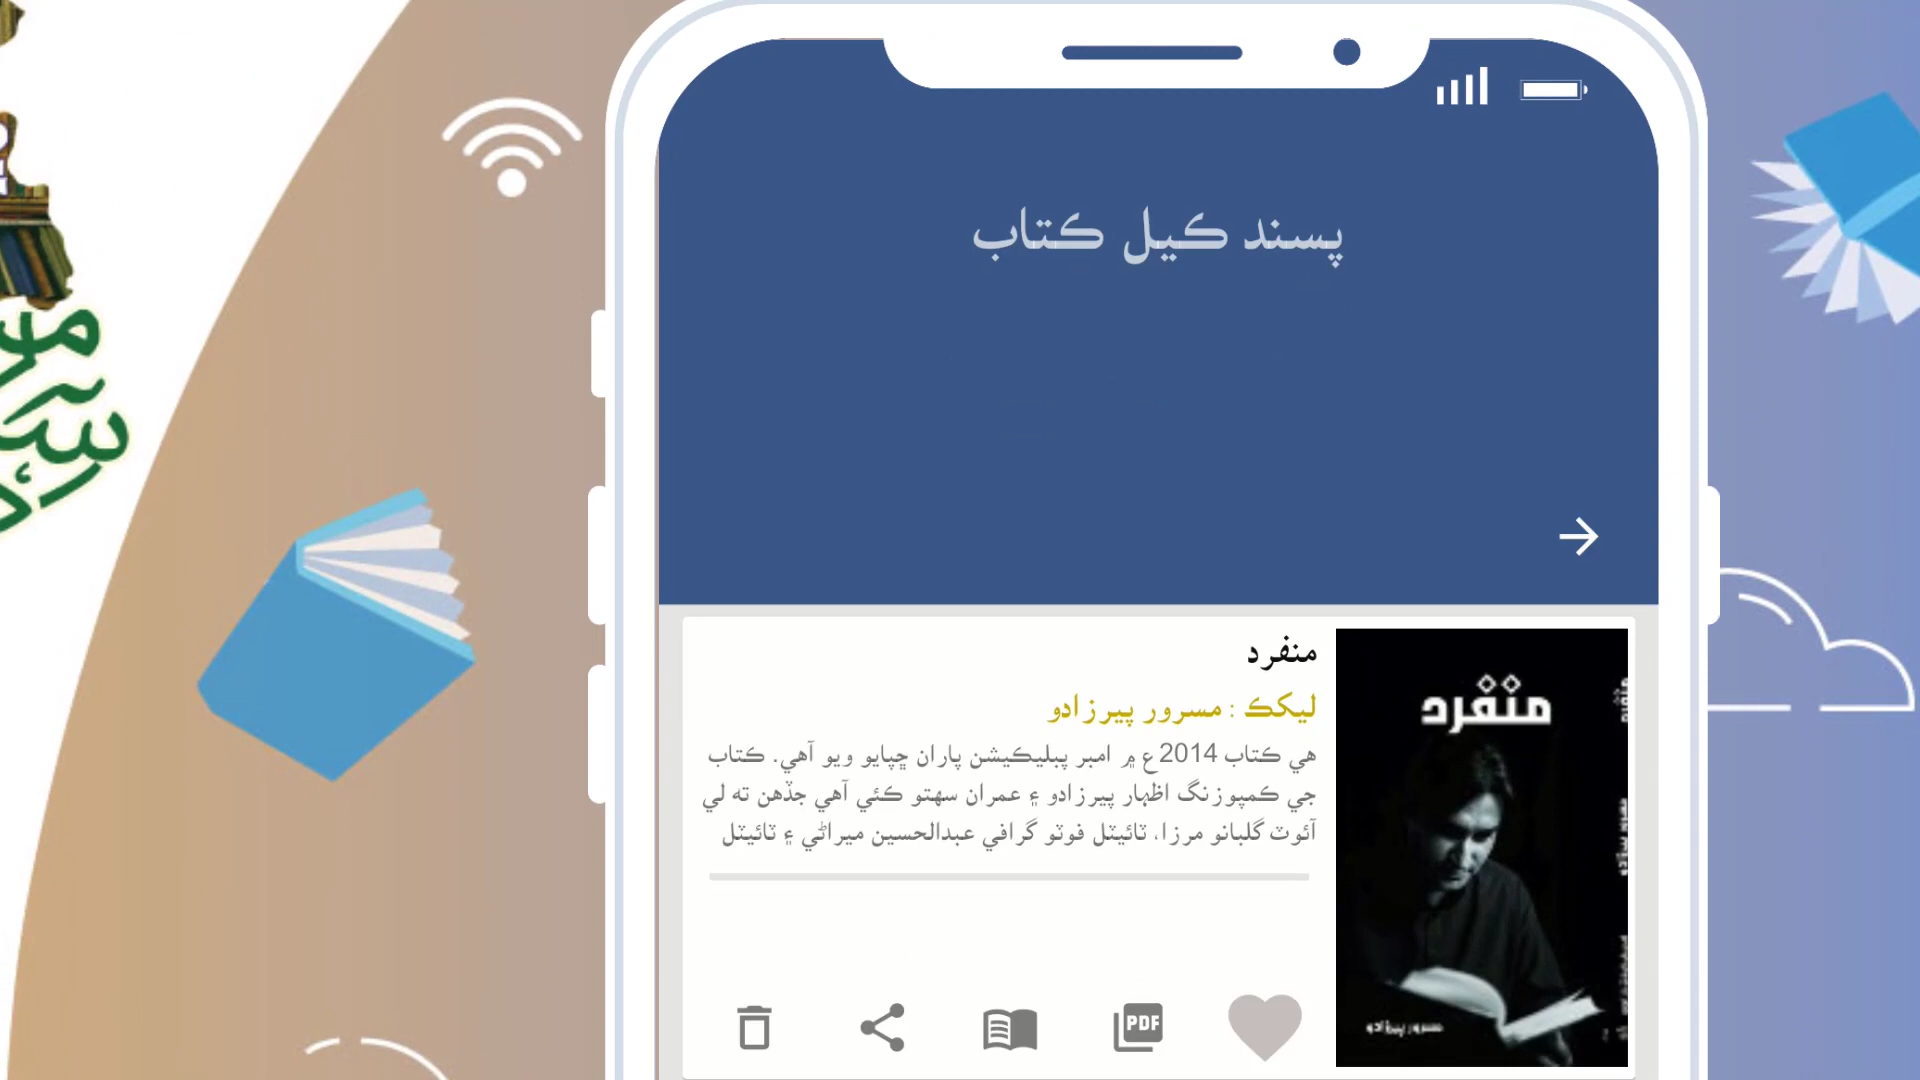 پسند ڪيل ڪتاب
منفرد
ليکڪ : مسرور پيرزادو
هي ڪتاب 2014ع ۾ امبر پبليڪيشن پاران ڇپايو ويو آهي. ڪتاب
جي ڪمپوزنگ اظهار پيرزادو ۽ عمران سهتو ڪئي آهي جڏهن ته لي
آئوٽ گلبانو مرزا، ٽائيٽل فوٽو گرافي عبدالحسين ميراڻي ۽ ٽائيٽل
PDF
منفرد
مسرور پيرزادو